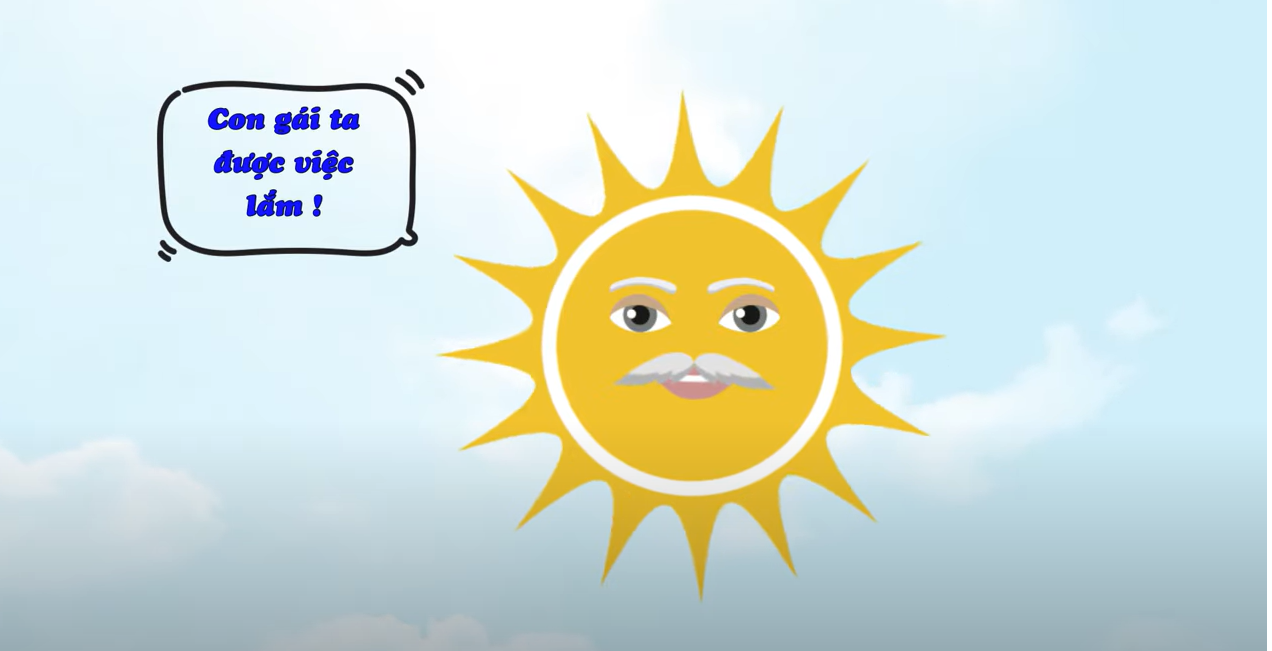 Con gái ta
được việc
lắm !